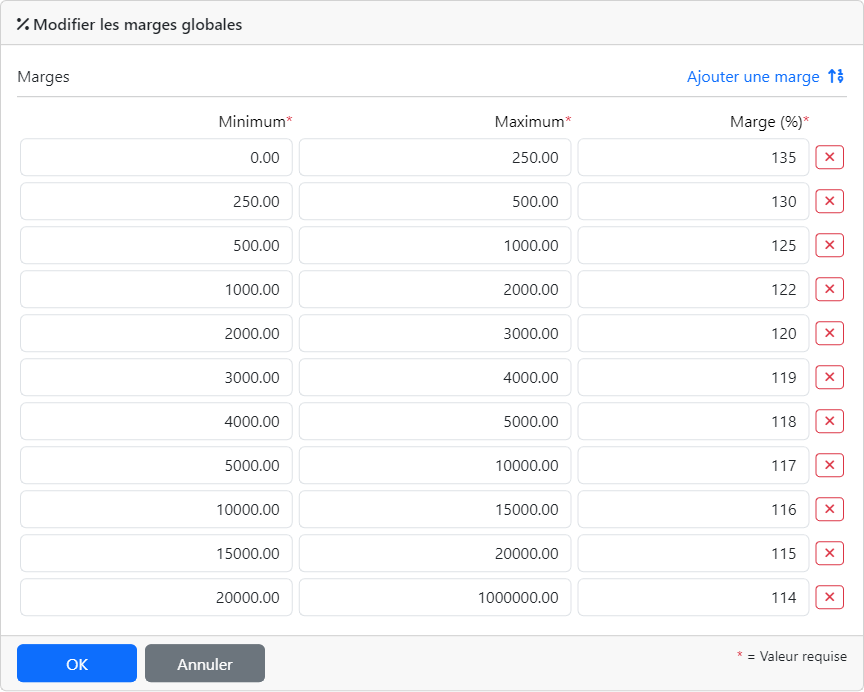 Modifier les marges globales
Marges Ajouter une marge
Minimum* Maximum* Marge (%)*
0.00 250.00 135
250.00 500.00 130
500.00 1000.00 125
1000.00 2000.00 122
2000.00 3000.00 120
3000.00 4000.00 119
4000.00 5000.00 118
5000.00 10000.00 117
10000.00 15000.00 116
15000.00 20000.00 115
20000.00 1000000.00 114
OK Annuler * = Valeur requise